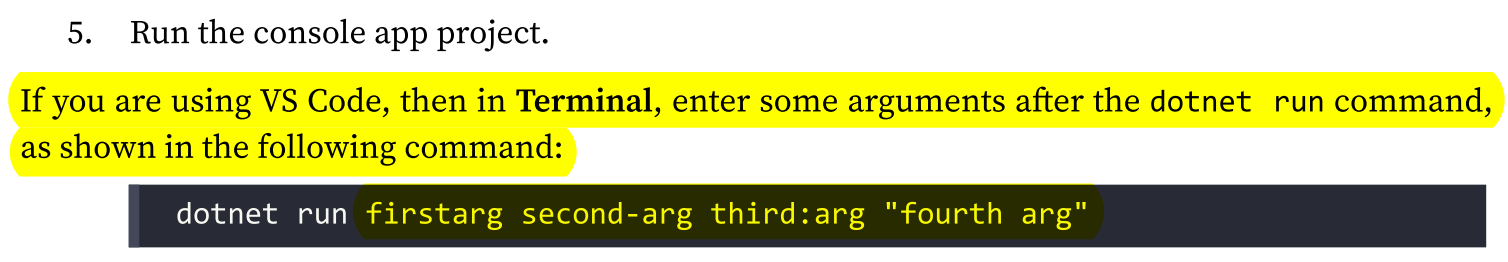 5. Run the console app project.
If you are using VS Code, then in Terminal, enter some arguments after the dotnet run command,
as shown in the following command:
dotnet run firstarg second-arg third:arg "fourth arg"